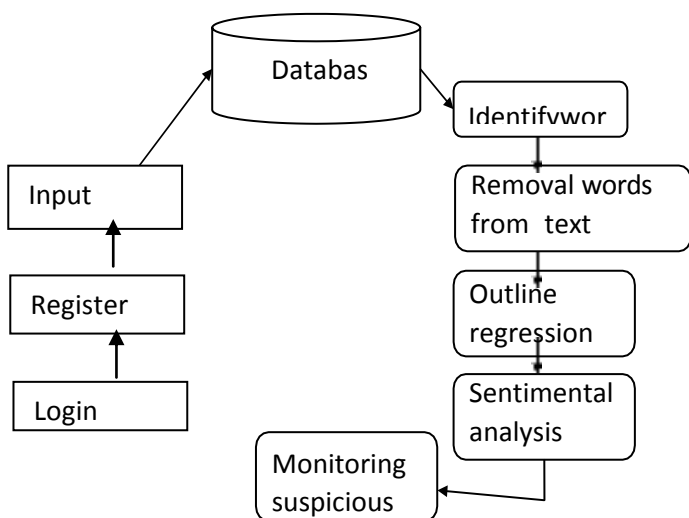 Databas
Identifywor
Removal words
from text
Input
Outline
regression
Register
Sentimental
analysis
Login
Monitoring
suspicious